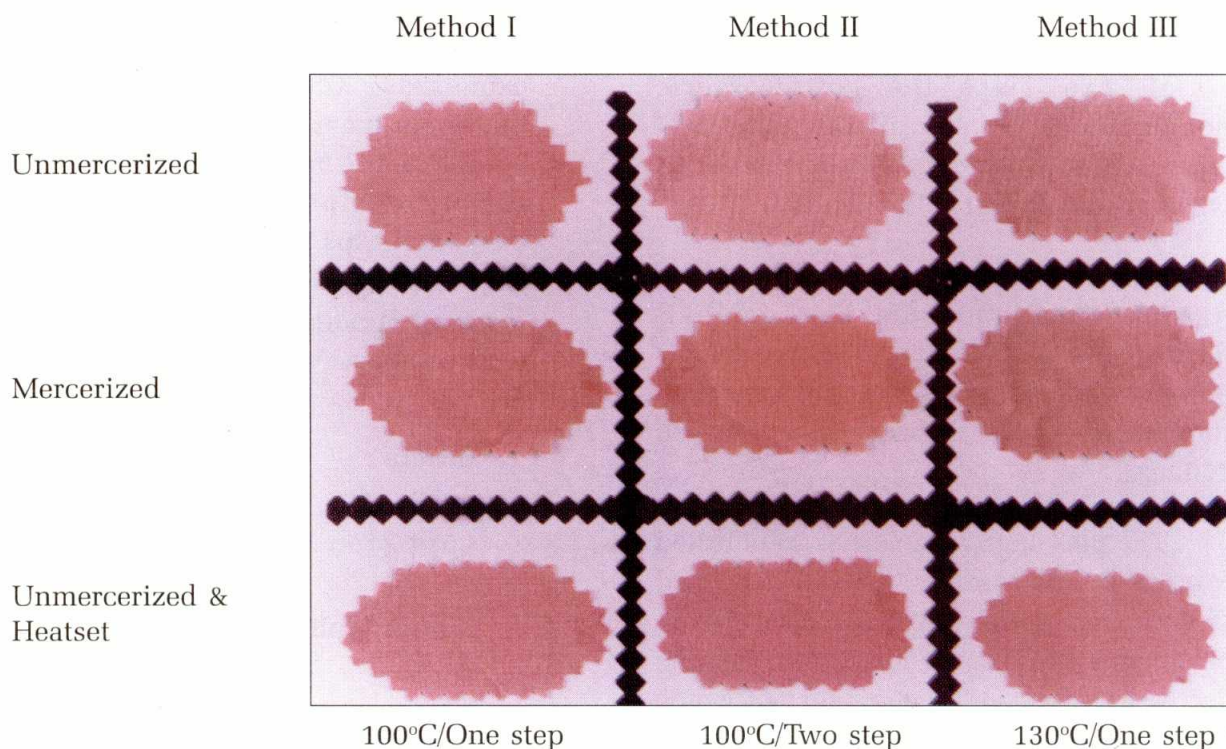 Method I Method II Method III
Unmercerized
Mercerized
Unmercerized &
Heatset
100°C/One step 100°C/Two step 130°C/One step